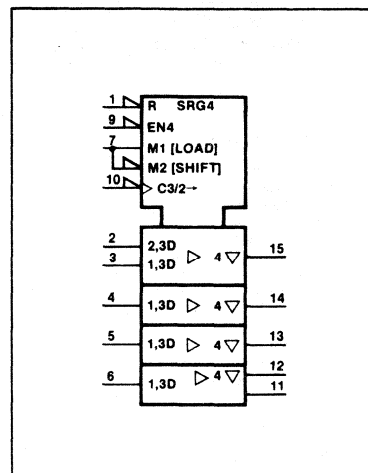 1 R SRG4
9 EN4
7 M1 [LOAD]
M2 [SHIFT]
10 C3/2→
2 2,3D 4 15
3 1,3D
4 1,3D 4 14
5 1,3D 4 13
6 1,3D 4 12
11